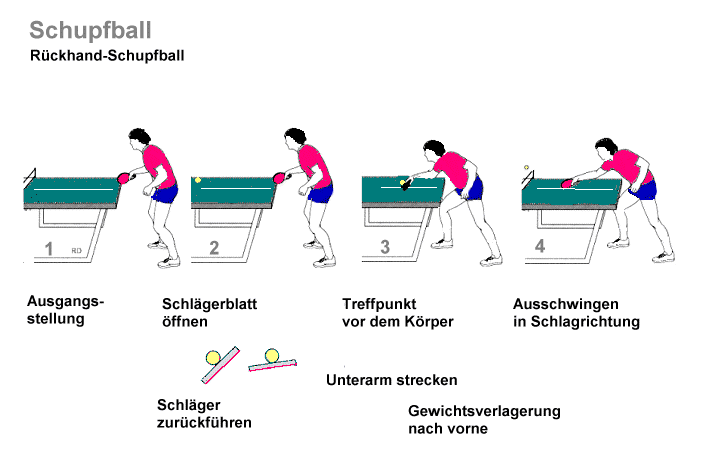 Schupfball
Rückhand-Schupfball
1
RD
2
3
4
Ausgangs-
stellung
Schlägerblatt
öffnen
Treffpunkt
vor dem Körper
Ausschwingen
in Schlagrichtung
Unterarm strecken
Schläger
zurückführen
Gewichtsverlagerung
nach vorne